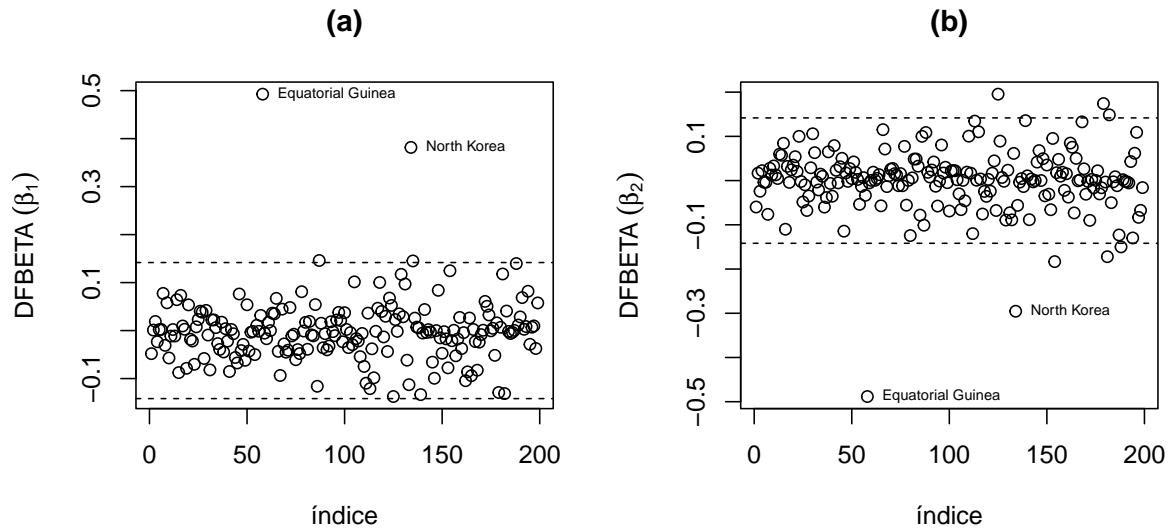 (a)
0.5
0.3
0.1
−0.1
DFBETA (β1)
Equatorial Guinea
North Korea
0 50 100 150 200
índice
(b)
0.1
−0.1
−0.3
−0.5
DFBETA (β2)
North Korea
Equatorial Guinea
0 50 100 150 200
índice